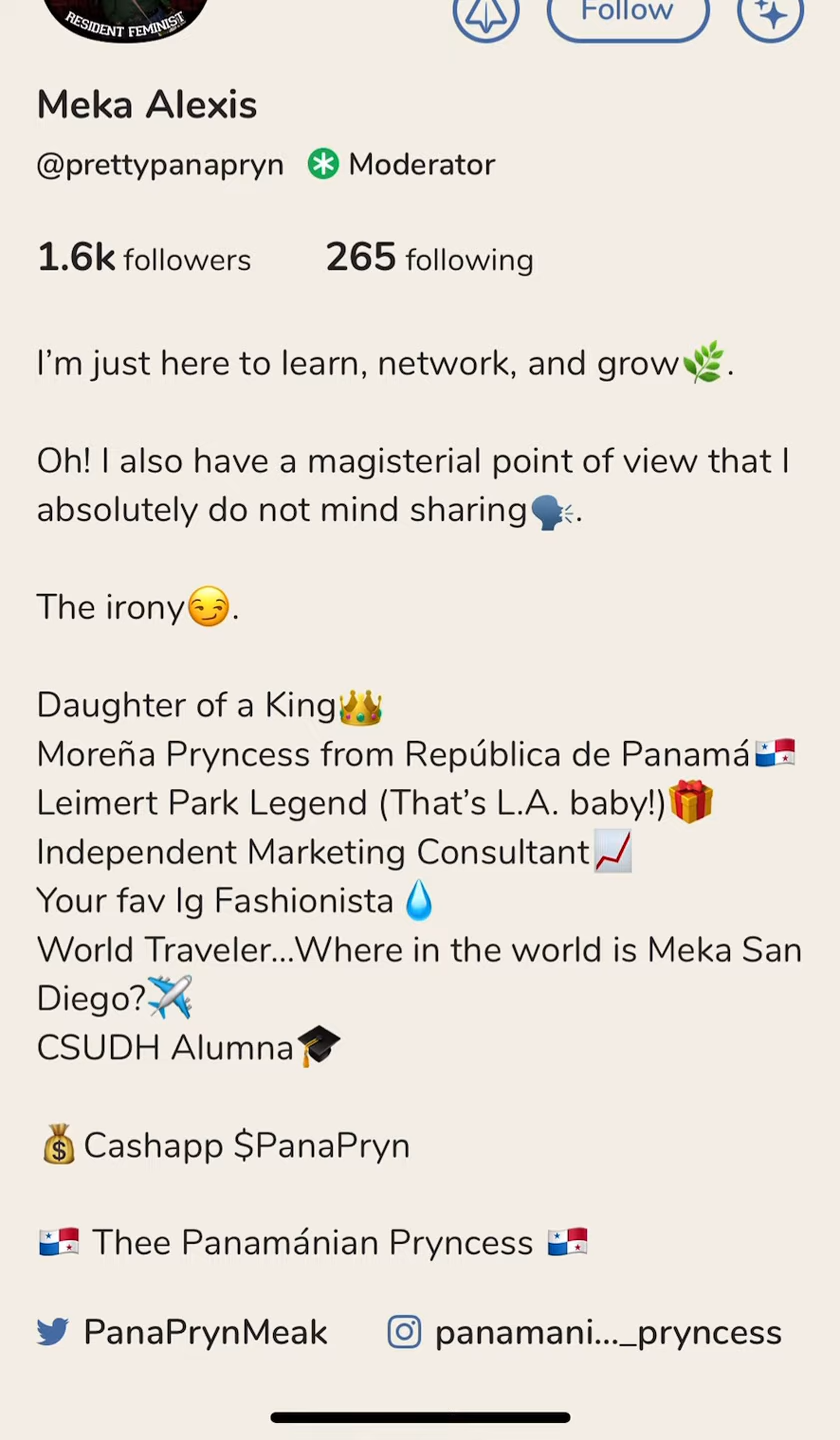 RESIDENT FEMINIST
Follow
Meka Alexis
@prettypanapryn Moderator
1.6k followers 265 following
I’m just here to learn, network, and grow🌿.
Oh! I also have a magisterial point of view that I
absolutely do not mind sharing🗣️.
The irony😏.
Daughter of a King👑
Moreña Pryncess from República de Panamá🇵🇦
Leimert Park Legend (That’s L.A. baby!)🎁
Independent Marketing Consultant📈
Your fav Ig Fashionista 💧
World Traveler...Where in the world is Meka San
Diego?✈️
CSUDH Alumna🎓
💰Cashapp $PanaPryn
🇵🇦 Thee Panamánian Pryncess 🇵🇦
PanaPrynMeak panamani..._pryncess